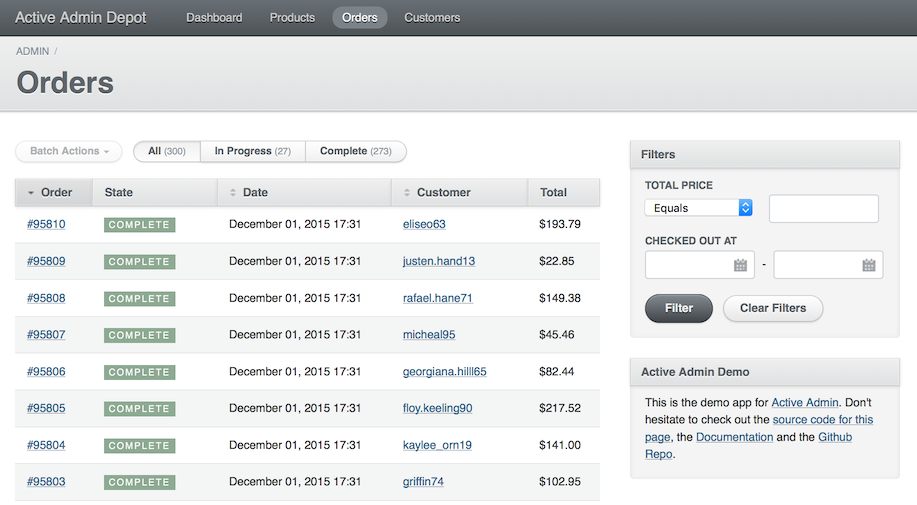 Active Admin Depot Dashboard Products Orders Customers
ADMIN /
Orders
Batch Actions All (300) In Progress (27) Complete (273)
Order State Date Customer Total
#95810 COMPLETE December 01, 2015 17:31 eliseo63 $193.79
#95809 COMPLETE December 01, 2015 17:31 justen.hand13 $22.85
#95808 COMPLETE December 01, 2015 17:31 rafael.hane71 $149.38
#95807 COMPLETE December 01, 2015 17:31 micheal95 $45.46
#95806 COMPLETE December 01, 2015 17:31 georgiana.hilll65 $82.44
#95805 COMPLETE December 01, 2015 17:31 floy.keeling90 $217.52
#95804 COMPLETE December 01, 2015 17:31 kaylee_orn19 $141.00
#95803 COMPLETE December 01, 2015 17:31 griffin74 $102.95
Filters
TOTAL PRICE
Equals
CHECKED OUT AT
-
Filter Clear Filters
Active Admin Demo
This is the demo app for Active Admin. Don't
hesitate to check out the source code for this
page, the Documentation and the Github
Repo.